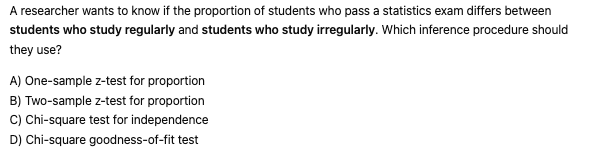 A researcher wants to know if the proportion of students who pass a statistics exam differs between
students who study regularly and students who study irregularly. Which inference procedure should
they use?
A) One-sample z-test for proportion
B) Two-sample z-test for proportion
C) Chi-square test for independence
D) Chi-square goodness-of-fit test